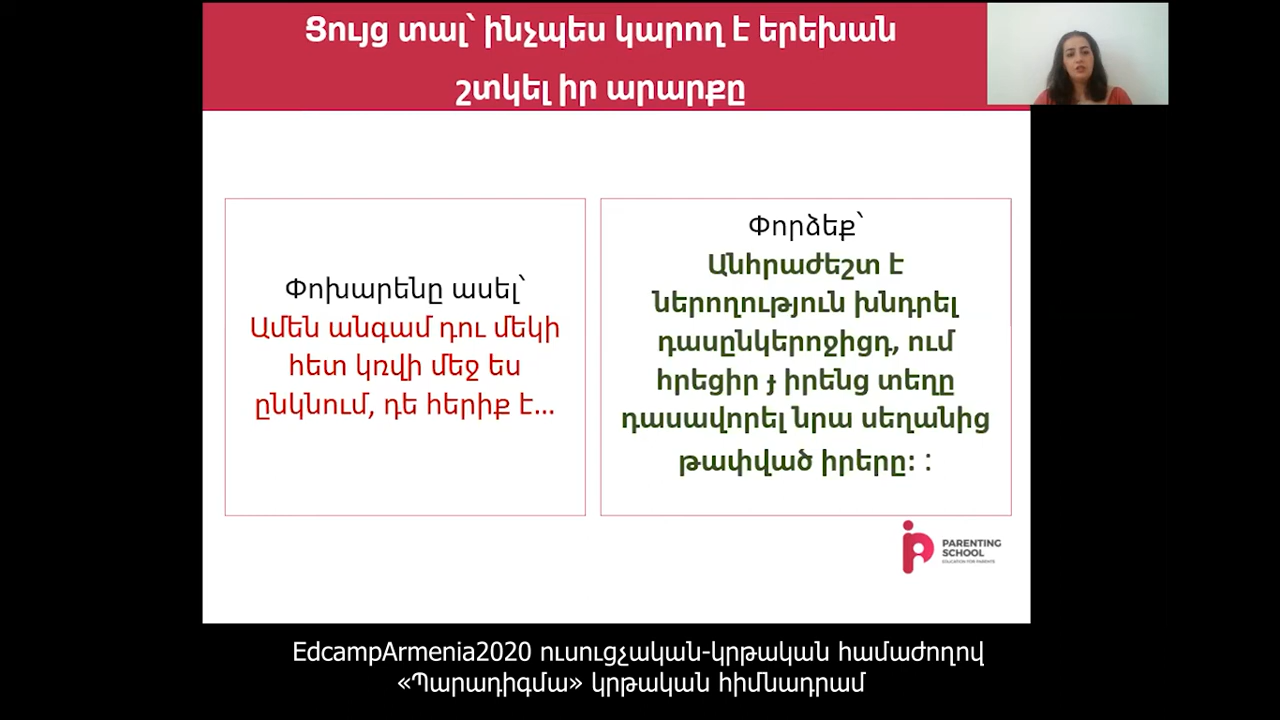 Ցույց տալ՝ ինչպես կարող է երեխան
շտկել իր արարքը
Փոխարենը ասել՝
Ամեն անգամ դու մեկի
հետ կռվի մեջ ես
ընկնում, դե հերիք է...
Փորձեք՝
Անհրաժեշտ է
ներողություն խնդրել
դասընկերոջիցդ, ում
հրեցիր և իրենց տեղը
դասավորել նրա սեղանից
թափված իրերը։ :
PARENTING
SCHOOL
EDUCATION FOR PARENTS
EdcampArmenia2020 ուսուցչական-կրթական համաժողով
«Պարադիգմա» կրթական հիմնադրամ